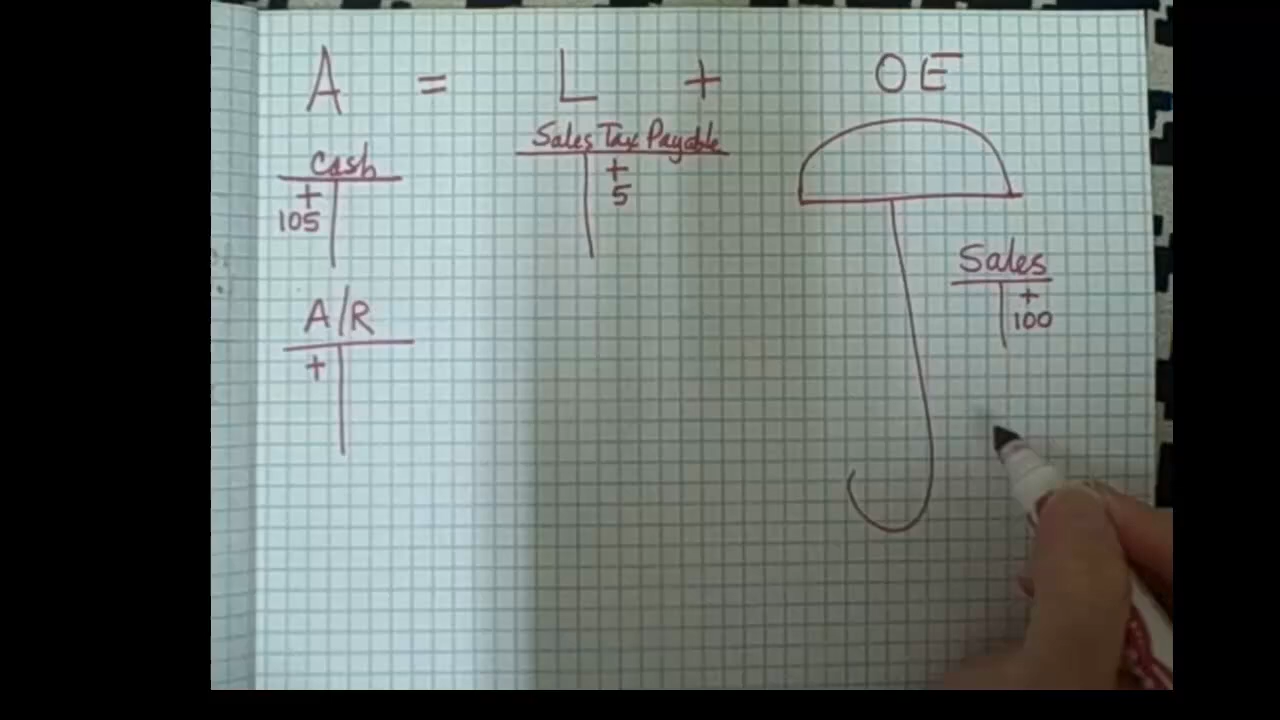 A = L + OE
Sales Tax Payable
Cash
+
+
105
5
Sales
+
100
A/R
+